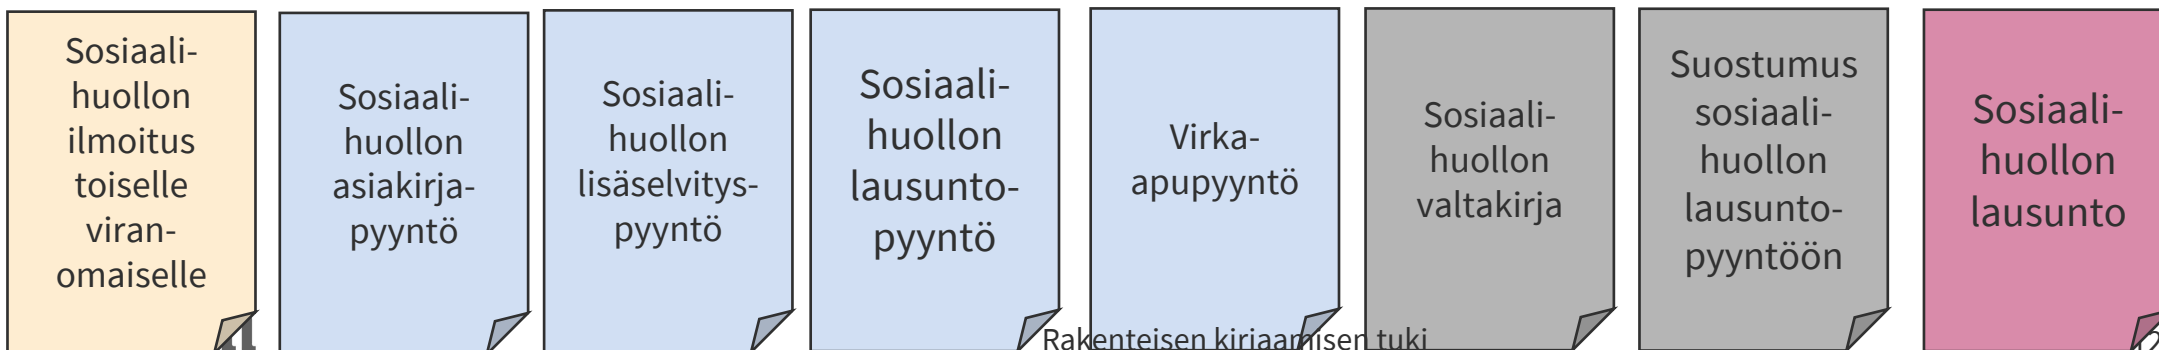 Sosiaali-
huollon
ilmoitus
toiselle
viran-
omaiselle
Sosiaali-
huollon
asiakirja-
pyyntö
Sosiaali-
huollon
lisäselvitys-
pyyntö
Sosiaali-
huollon
lausunto-
pyyntö
Virka-
apupyyntö
Sosiaali-
huollon
valtakirja
Suostumus
sosiaali-
huollon
lausunto-
pyyntöön
Sosiaali-
huollon
lausunto
Rakenteisen kirjaamisen tuki